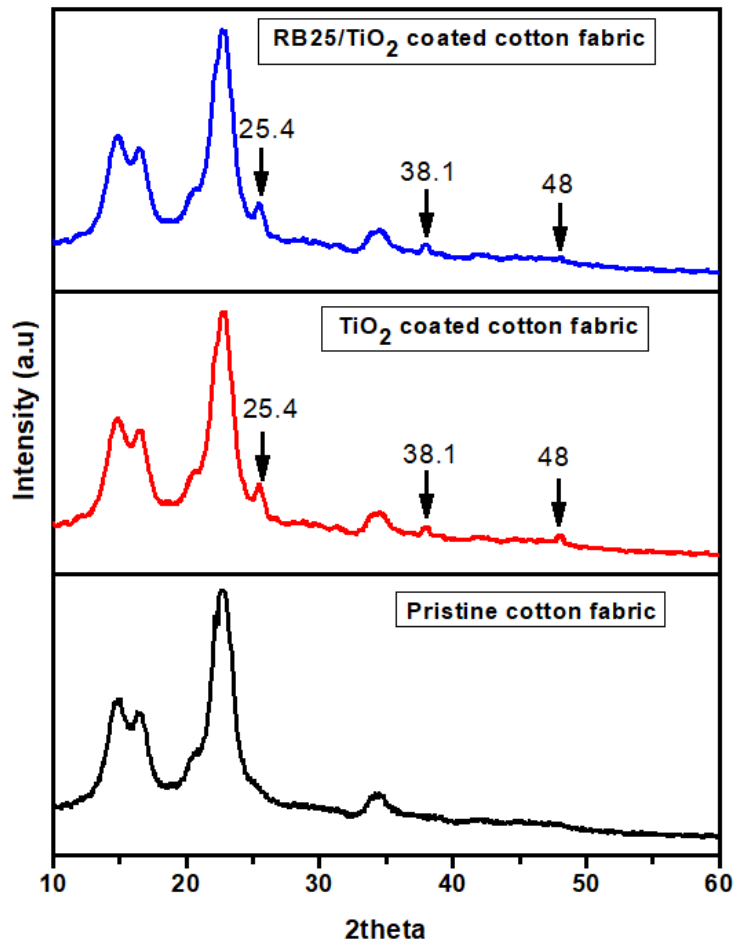 RB25/TiO2 coated cotton fabric
25.4
38.1
48
TiO2 coated cotton fabric
25.4
38.1
48
Pristine cotton fabric
Intensity (a.u)
10 20 30 40 50 60
2theta